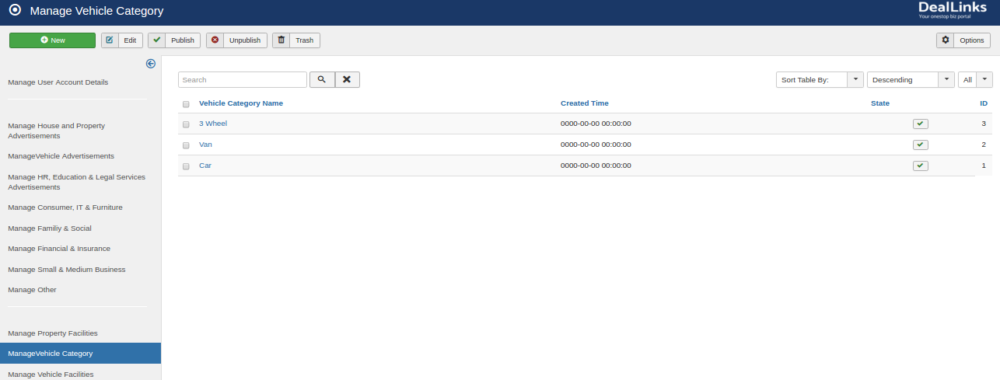 Manage Vehicle Category
DealLinks
Your onestop biz portal
New
Edit
Publish
Unpublish
Trash
Options
Manage User Account Details
Manage House and Property
Advertisements
ManageVehicle Advertisements
Manage HR, Education & Legal Services
Advertisements
Manage Consumer, IT & Furniture
Manage Familiy & Social
Manage Financial & Insurance
Manage Small & Medium Business
Manage Other
Manage Property Facilities
ManageVehicle Category
Manage Vehicle Facilities
Search
Sort Table By:
Descending
All
Vehicle Category Name Created Time State ID
3 Wheel 0000-00-00 00:00:00 3
Van 0000-00-00 00:00:00 2
Car 0000-00-00 00:00:00 1